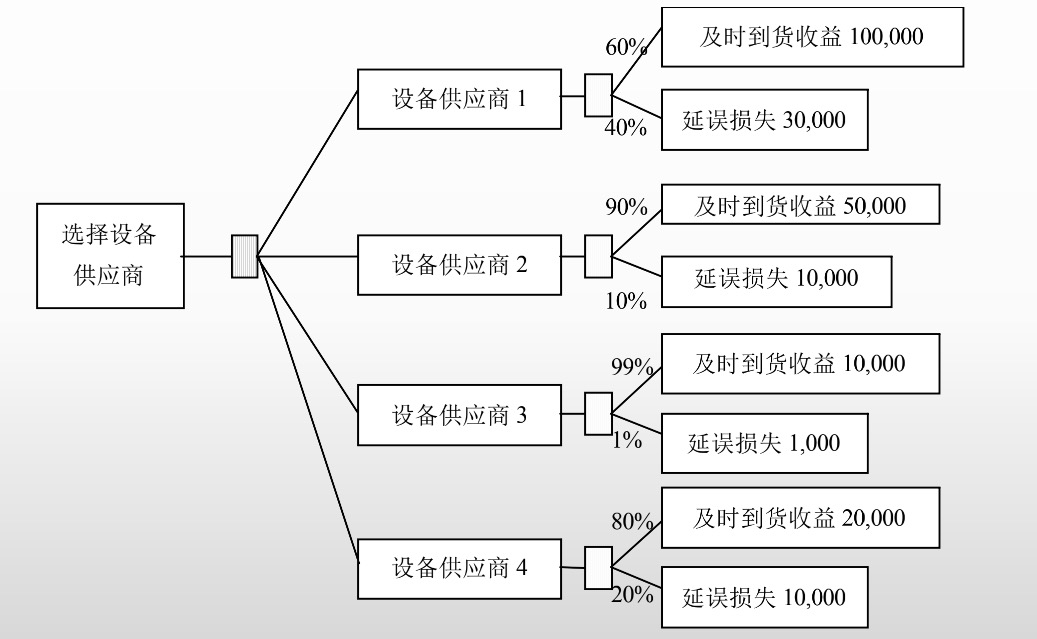 选择设备
供应商
设备供应商 1
60%
及时到货收益 100,000
40%
延误损失 30,000
设备供应商 2
90%
及时到货收益 50,000
10%
延误损失 10,000
设备供应商 3
99%
及时到货收益 10,000
1%
延误损失 1,000
设备供应商 4
80%
及时到货收益 20,000
20%
延误损失 10,000